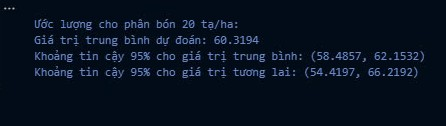 ...
Ước lượng cho phân bón 20 tạ/ha:
Giá trị trung bình dự đoán: 60.3194
Khoảng tin cậy 95% cho giá trị trung bình: (58.4857, 62.1532)
Khoảng tin cậy 95% cho giá trị tương lai: (54.4197, 66.2192)